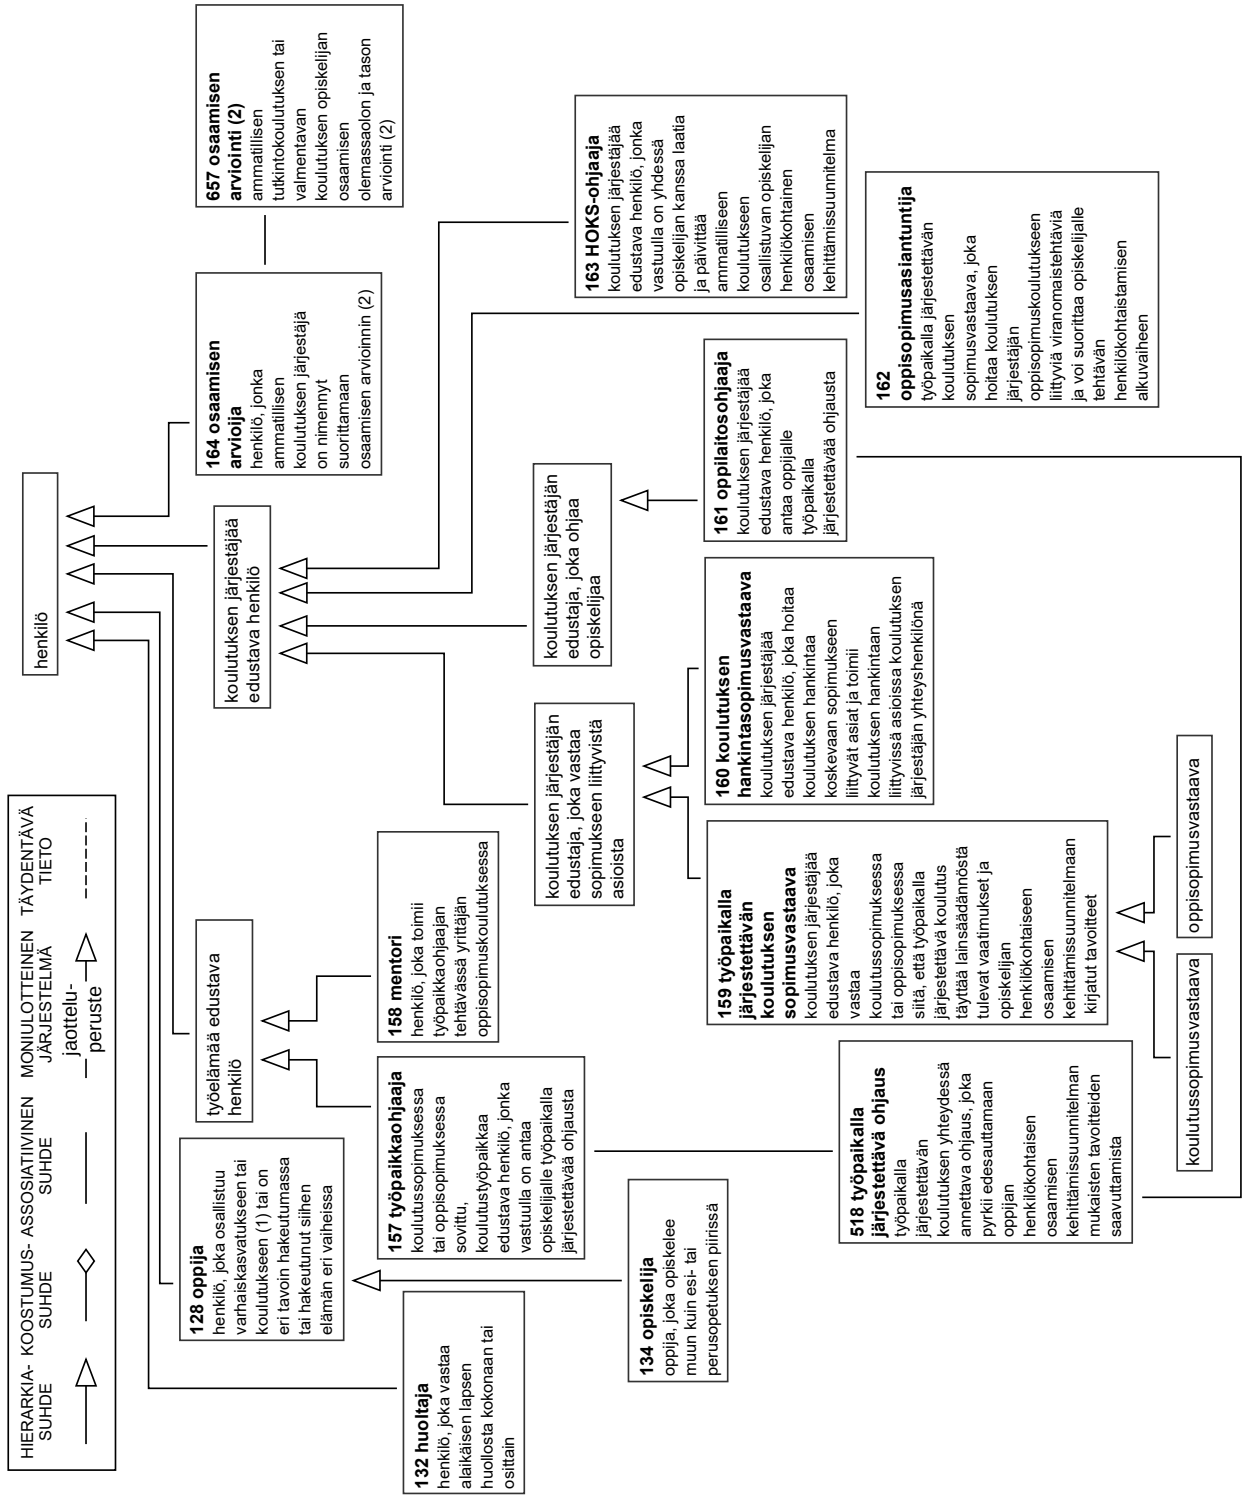 HIERARKIA-
SUHDE
KOOSTUMUS-
SUHDE
ASSOSIATIIVINEN
SUHDE
MONIULOTTEINEN
JÄRJESTELMÄ
jaottelu-
peruste
TÄYDENTÄVÄ
TIETO
henkilö
132 huoltaja
henkilö, joka vastaa
alaikäisen lapsen
huollosta kokonaan tai
osittain
128 oppija
henkilö, joka osallistuu
varhaiskasvatukseen tai
koulutukseen (1) tai on
eri tavoin hakeutumassa
tai hakeutunut siihen
elämän eri vaiheissa
134 opiskelija
oppija, joka opiskelee
muun kuin esi- tai
perusopetuksen piirissä
työelämää edustava
henkilö
157 työpaikkaohjaaja
koulutussopimuksessa
tai oppisopimuksessa
sovittu,
koulutustyöpaikkaa
edustava henkilö, jonka
vastuulla on antaa
opiskelijalle työpaikalla
järjestettävää ohjausta
158 mentori
henkilö, joka toimii
työpaikkaohjaajan
tehtävässä yrittäjän
oppisopimuskoulutuksessa
518 työpaikalla
järjestettävä ohjaus
työpaikalla
järjestettävän
koulutuksen yhteydessä
annettava ohjaus, joka
pyrkii edesauttamaan
oppijan
henkilökohtaisen
osaamisen
kehittämissuunnitelman
mukaisten tavoitteiden
saavuttamista
koulutuksen järjestäjää
edustava henkilö
koulutuksen järjestäjän
edustaja, joka vastaa
sopimukseen liittyvistä
asioista
159 työpaikalla
järjestettävän
koulutuksen
sopimusvastaava
koulutuksen järjestäjää
edustava henkilö, joka
vastaa
koulutussopimuksessa
tai oppisopimuksessa
siitä, että työpaikalla
järjestettävä koulutus
täyttää lainsäädännöstä
tulevat vaatimukset ja
opiskelijan
henkilökohtaiseen
osaamisen
kehittämissuunnitelmaan
kirjatut tavoitteet
koulutussopimusvastaava
oppisopimusvastaava
160 koulutuksen
hankintasopimusvastaava
koulutuksen järjestäjää
edustava henkilö, joka hoitaa
koulutuksen hankintaa
koskevaan sopimukseen
liittyvät asiat ja toimii
koulutuksen hankintaan
liittyvissä asioissa koulutuksen
järjestäjän yhteyshenkilönä
koulutuksen järjestäjän
edustaja, joka ohjaa
opiskelijaa
161 oppilaitosohjaaja
koulutuksen järjestäjää
edustava henkilö, joka
antaa oppijalle
työpaikalla
järjestettävää ohjausta
162
oppisopimusasiantuntija
työpaikalla järjestettävän
koulutuksen
sopimusvastaava, joka
hoitaa koulutuksen
järjestäjän
oppisopimuskoulutukseen
liittyviä viranomaistehtäviä
ja voi suorittaa opiskelijalle
tehtävän
henkilökohtaistamisen
alkuvaiheen
163 HOKS-ohjaaja
koulutuksen järjestäjää
edustava henkilö, jonka
vastuulla on yhdessä
opiskelijan kanssa laatia
ja päivittää
ammatilliseen
koulutukseen
osallistuvan opiskelijan
henkilökohtainen
osaamisen
kehittämissuunnitelma
164 osaamisen
arvioija
henkilö, jonka
ammatillisen
koulutuksen järjestäjä
on nimennyt
suorittamaan
osaamisen arvioinnin (2)
657 osaamisen
arviointi (2)
ammatillisen
tutkintokoulutuksen tai
valmentavan
koulutuksen opiskelijan
osaamisen
olemassaolon ja tason
arviointi (2)